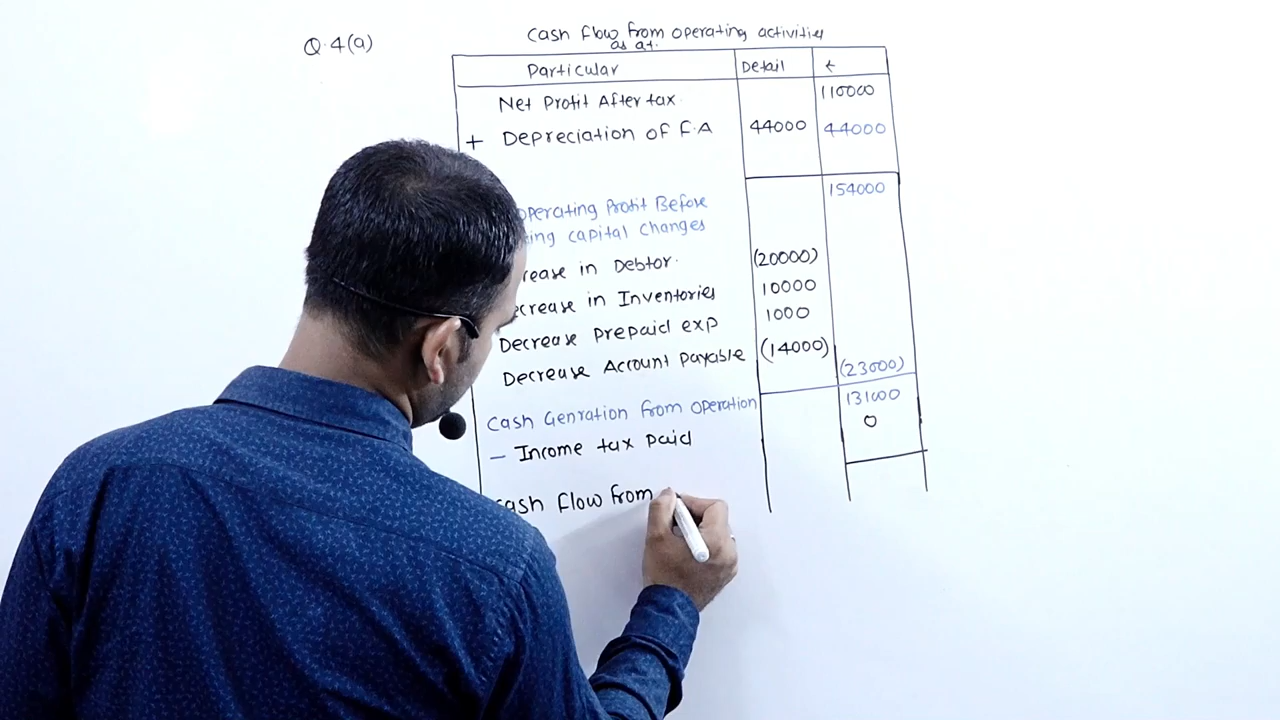 Q.4(a)
Cash flow from operating activities
as at.
Particular Detail ₹
Net Profit After tax. 110000
+ Depreciation of F.A 44000 44000
154000
operating Profit Before
capital changes
in Debtor. (20000)
in Inventories 10000
Decrease Prepaid exp 1000
Decrease Account Payable (14000) (23000)
Cash Genration from Operation 131000
– Income tax paid 0
Cash flow from